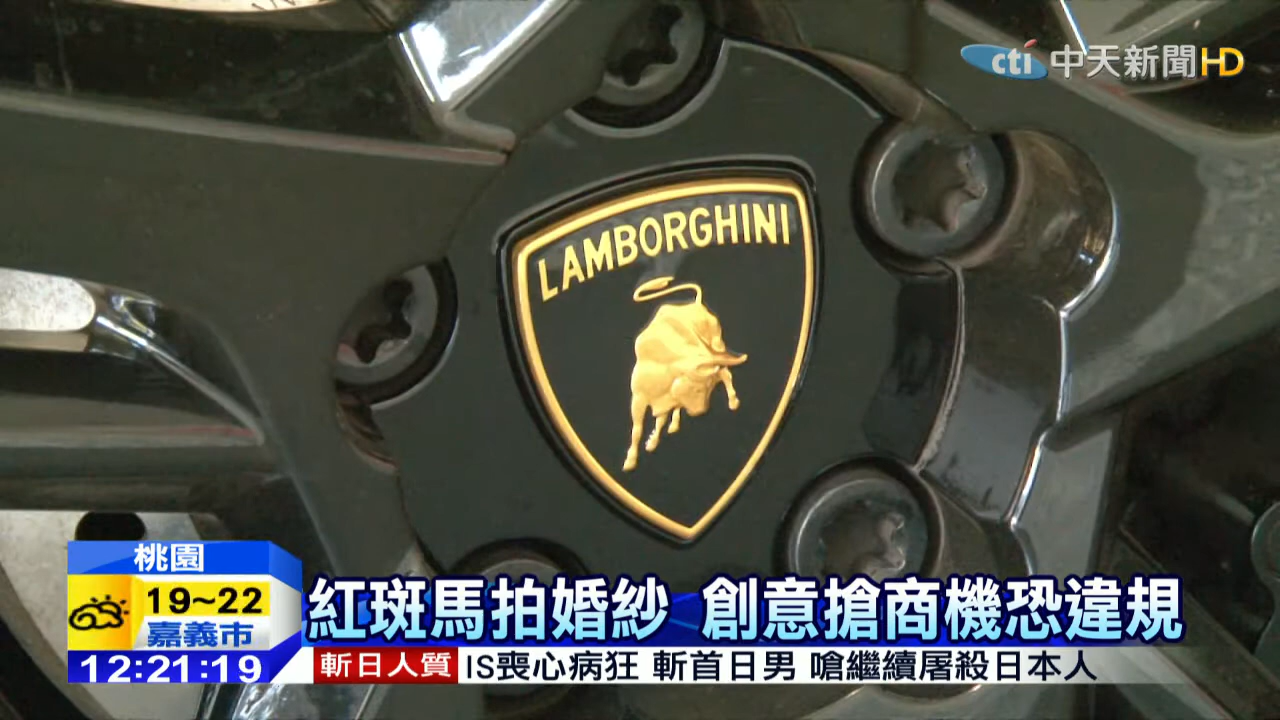 cti 中天新聞HD
LAMBORGHINI
桃園
19~22
嘉義市
12:21:19
紅斑馬拍婚紗 創意搶商機恐違規
斬日人質 IS喪心病狂 斬首日男 嗆繼續屠殺日本人